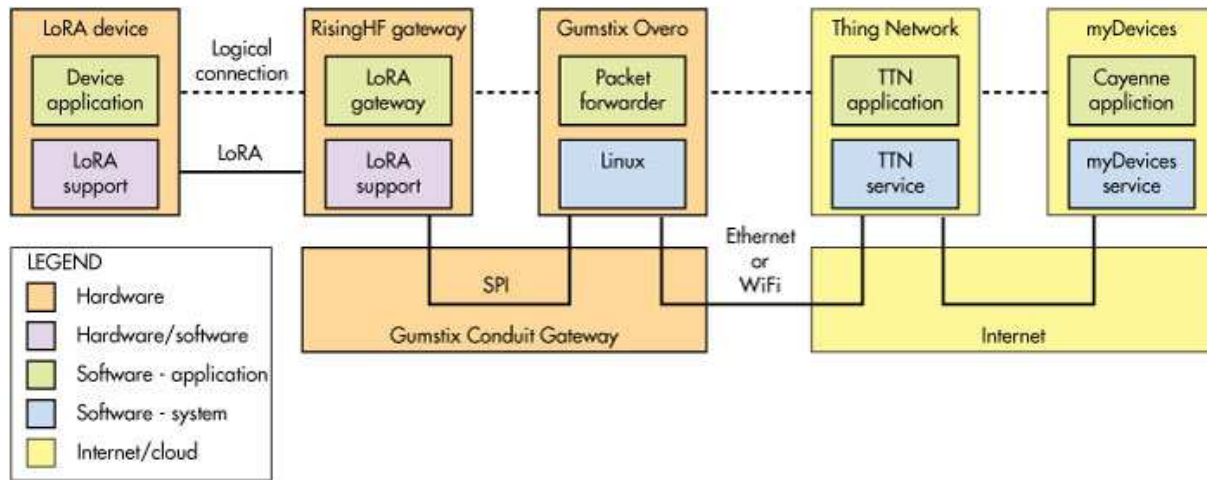 LoRA device
Device
application
LoRA
support
Logical
connection
LoRA
RisingHF gateway
LoRA
gateway
LoRA
support
Gumstix Overo
Packet
forwarder
Linux
Thing Network
TTN
application
TTN
service
myDevices
Cayenne
appliction
myDevices
service
SPI
Gumstix Conduit Gateway
Ethernet
or
WiFi
Internet
LEGEND
Hardware
Hardware/software
Software - application
Software - system
Internet/cloud